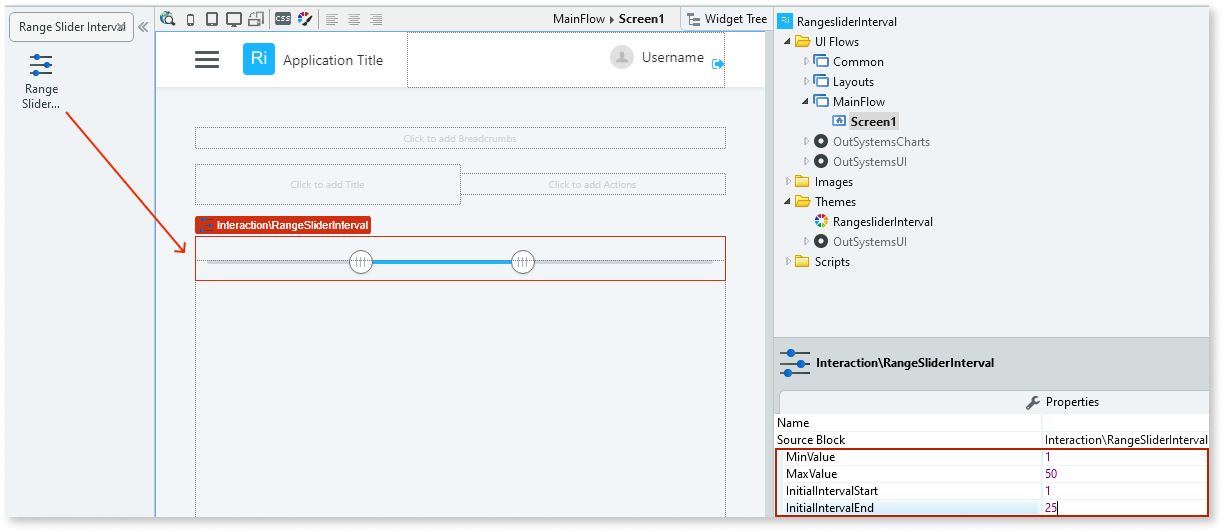 Range Slider Interval
Range
Slider...
CSS
MainFlow ▸ Screen1
Widget Tree
Ri
Application Title
Username
Click to add Breadcrumbs
Click to add Title
Click to add Actions
Interaction\RangeSliderInterval
Ri RangesliderInterval
UI Flows
Common
Layouts
MainFlow
Screen1
OutSystemsCharts
OutSystemsUI
Images
Themes
RangesliderInterval
OutSystemsUI
Scripts
Interaction\RangeSliderInterval
Properties
Name
Source Block Interaction\RangeSliderInterval
MinValue 1
MaxValue 50
InitialIntervalStart 1
InitialIntervalEnd 25